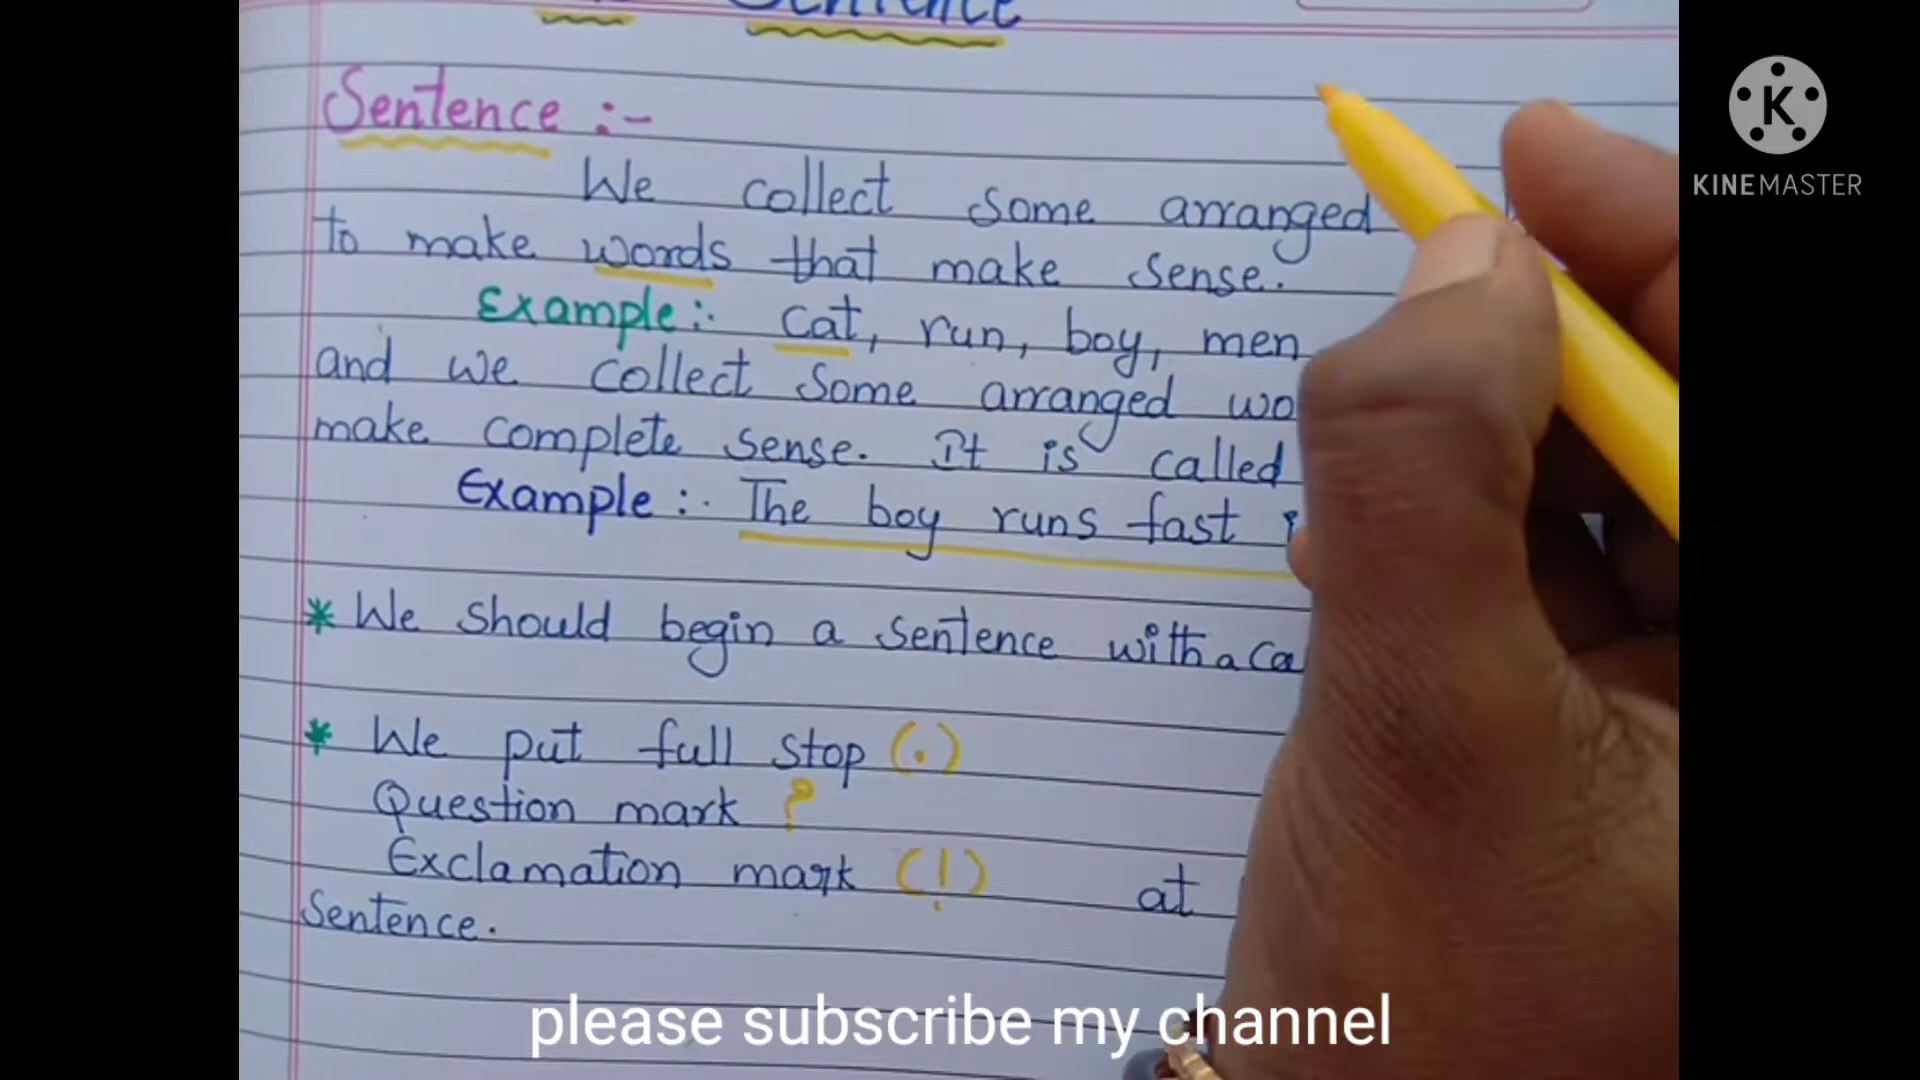 Sentence
Sentence :-
We collect some arranged
to make words that make sense.
Example:- cat, run, boy, men
and we collect some arranged
make complete sense. It is called
Example :- The boy runs fast
* We should begin a sentence with a
* We put full stop (.)
Question mark ?
Exclamation mark (!) at
Sentence.
please subscribe my channel
K
KINEMASTER